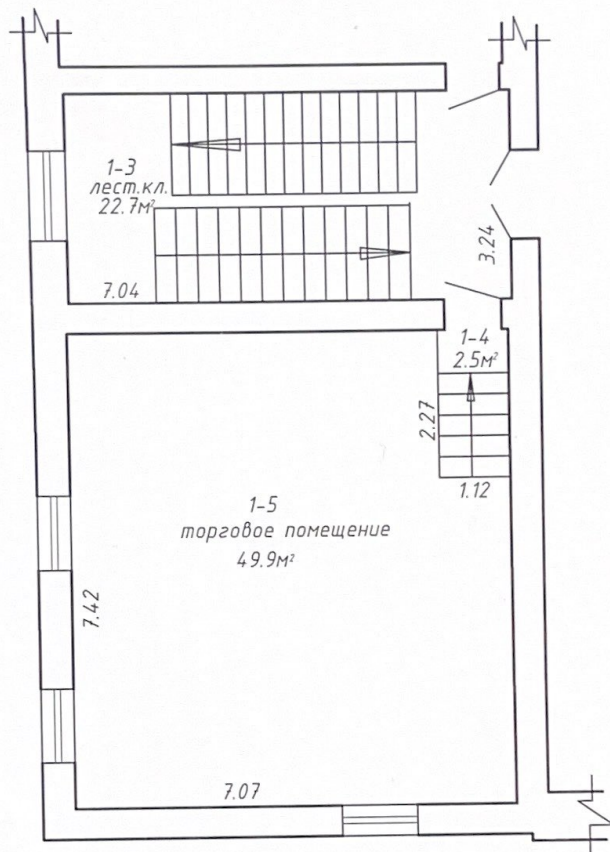 1-3
лест.кл.
22.7м²
3.24
7.04
1-4
2.5м²
2.27
1.12
1-5
торговое помещение
49.9м²
7.42
7.07